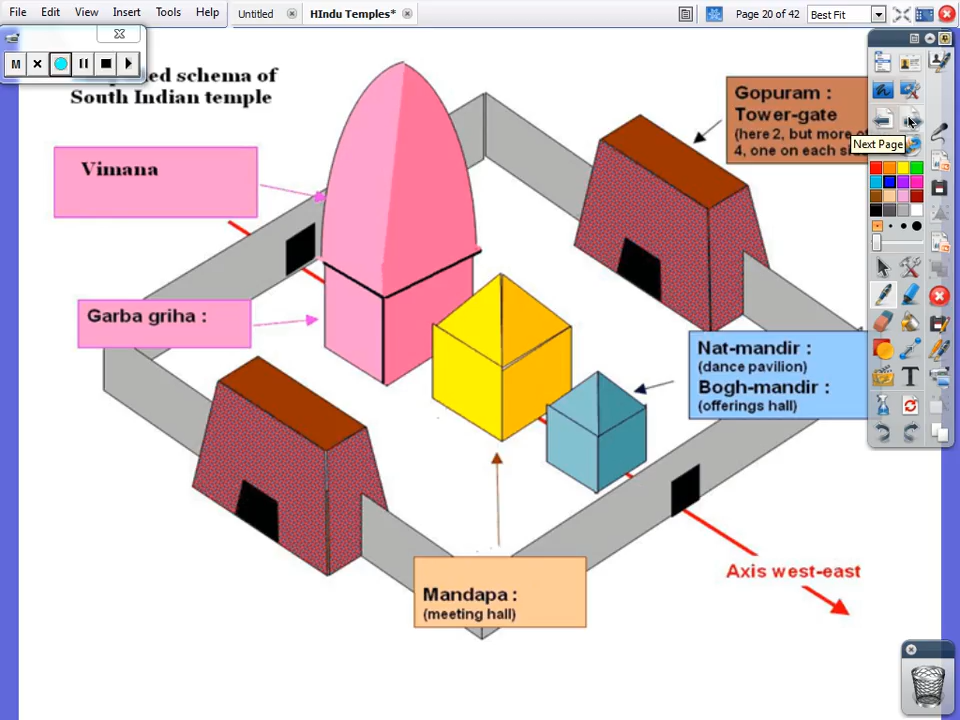 File Edit View Insert Tools Help
Untitled
HIndu Temples*
Page 20 of 42
Best Fit
M
ed schema of
South Indian temple
Gopuram :
Tower-gate
(here 2, but more
4, one on each
Next Page
Vimana
Garba griha :
Nat-mandir :
(dance pavilion)
Bogh-mandir :
(offerings hall)
T
Axis west-east
Mandapa :
(meeting hall)